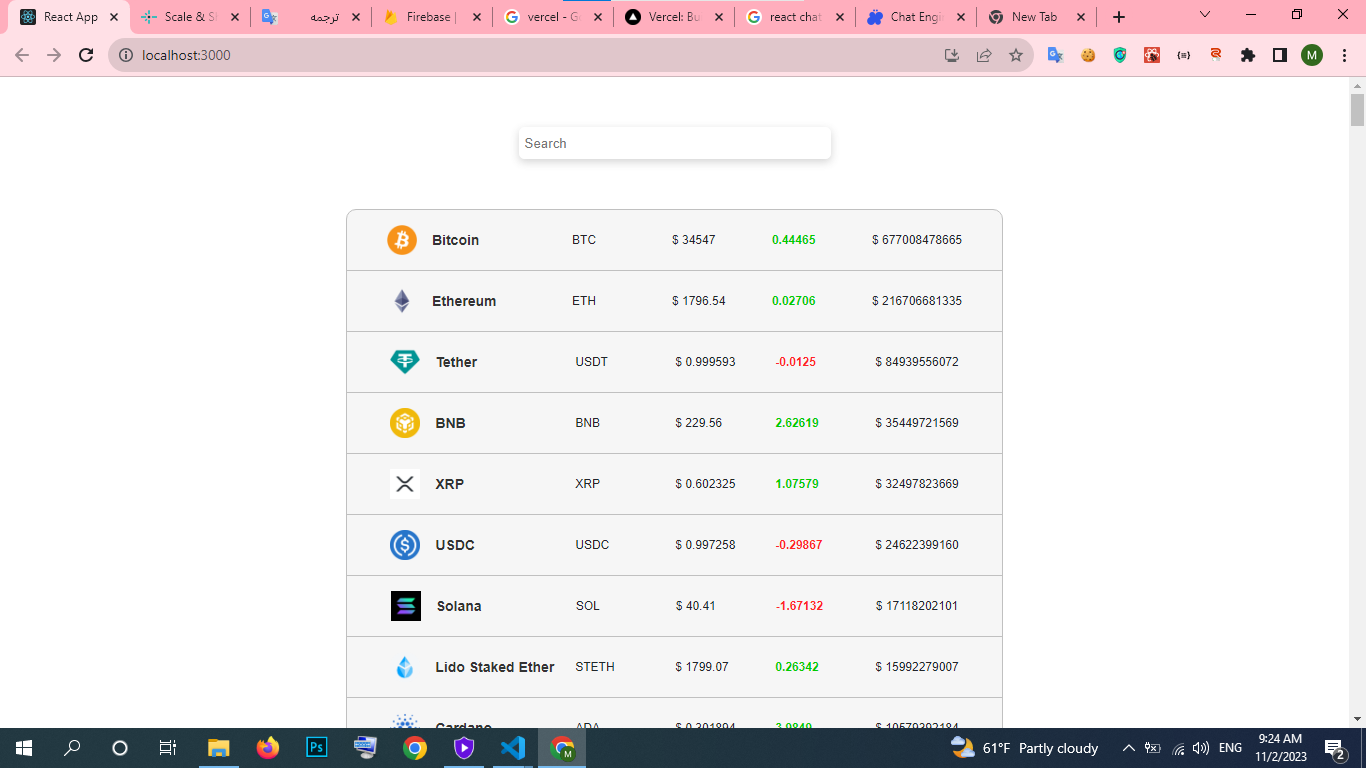 React App
Scale & S
ترجمه
Firebase |
vercel - G
Vercel: Bu
react chat
Chat Engi
New Tab
localhost:3000
M
Search
Bitcoin BTC $ 34547 0.44465 $ 677008478665
Ethereum ETH $ 1796.54 0.02706 $ 216706681335
Tether USDT $ 0.999593 -0.0125 $ 84939556072
BNB BNB $ 229.56 2.62619 $ 35449721569
XRP XRP $ 0.602325 1.07579 $ 32497823669
USDC USDC $ 0.997258 -0.29867 $ 24622399160
Solana SOL $ 40.41 -1.67132 $ 17118202101
Lido Staked Ether STETH $ 1799.07 0.26342 $ 15992279007
Cardano ADA $ 0.301894 3.9849 $ 10579392184
Ps
61°F Partly cloudy
ENG
9:24 AM
11/2/2023
2